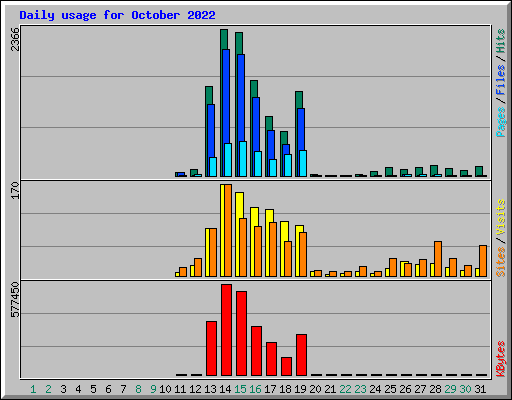 Daily usage for October 2022
2366
170
577450
Pages / Files / Hits
Sites / Visits
KBytes
1 2 3 4 5 6 7 8 9 10 11 12 13 14 15 16 17 18 19 20 21 22 23 24 25 26 27 28 29 30 31